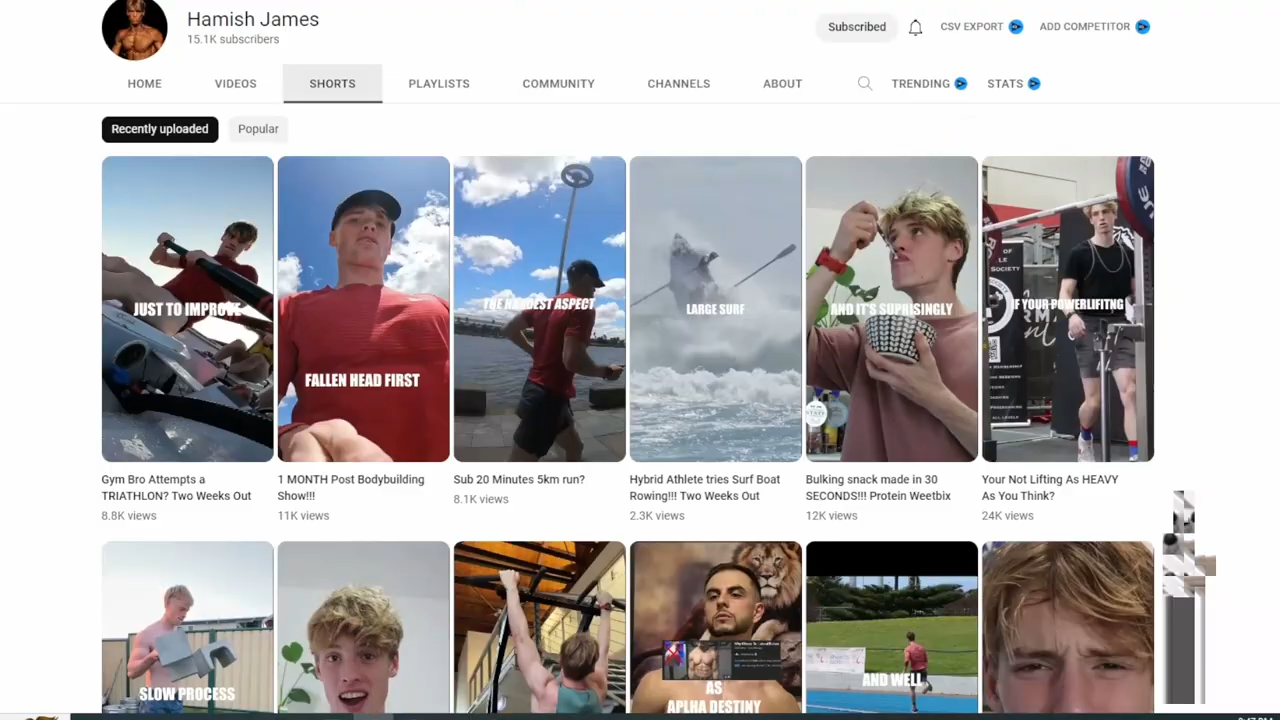 Hamish James
15.1K subscribers
Subscribed
CSV EXPORT
ADD COMPETITOR
HOME
VIDEOS
SHORTS
PLAYLISTS
COMMUNITY
CHANNELS
ABOUT
TRENDING
STATS
Recently uploaded
Popular
JUST TO IMPROVE
FALLEN HEAD FIRST
THE HARDEST ASPECT
LARGE SURF
AND IT'S SUPRISINGLY
IF YOUR POWERLIFITNG
Gym Bro Attempts a
TRIATHLON? Two Weeks Out
8.8K views
1 MONTH Post Bodybuilding
Show!!!
11K views
Sub 20 Minutes 5km run?
8.1K views
Hybrid Athlete tries Surf Boat
Rowing!!! Two Weeks Out
2.3K views
Bulking snack made in 30
SECONDS!!! Protein Weetbix
12K views
Your Not Lifting As HEAVY
As You Think?
24K views
SLOW PROCESS
AS
APLHA DESTINY
AND WELL